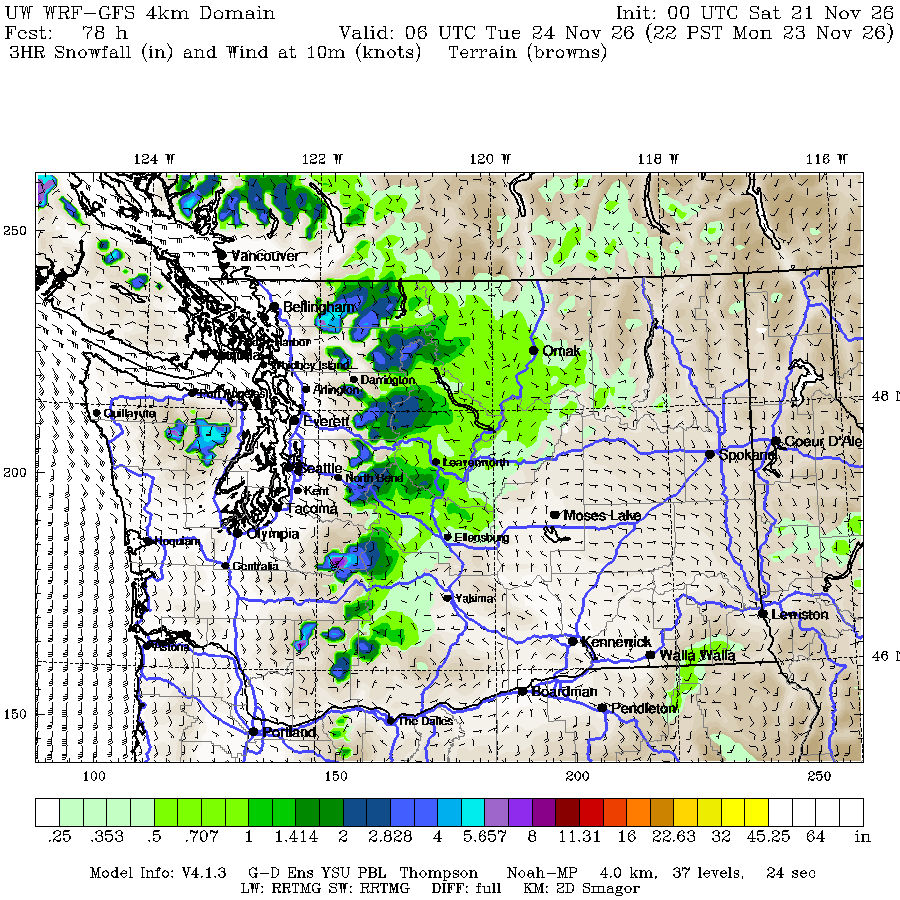 UW WRF-GFS 4km Domain Init: 00 UTC Sat 21 Nov 26
Fcst: 78 h Valid: 06 UTC Tue 24 Nov 26 (22 PST Mon 23 Nov 26)
3HR Snowfall (in) and Wind at 10m (knots) Terrain (browns)
124 W 122 W 120 W 118 W 116 W
250
Vancouver
Bellingham
Whidbey Island
Omak
Darrington
Arlington
Port Angeles
48 N
Quillayute
Everett
Coeur D'Alene
Spokane
Leavenworth
200
Seattle
North Bend
Kent
Tacoma
Moses Lake
Olympia
Hoquiam
Ellensburg
Centralia
Yakima
Lewiston
Astoria
Kennewick
Walla Walla
46 N
Boardman
Pendleton
150
The Dalles
Portland
100 150 200 250
.25 .353 .5 .707 1 1.414 2 2.828 4 5.657 8 11.31 16 22.63 32 45.25 64 in
Model Info: V4.1.3 G-D Ens YSU PBL Thompson Noah-MP 4.0 km, 37 levels, 24 sec
LW: RRTMG SW: RRTMG DIFF: full KM: 2D Smagor